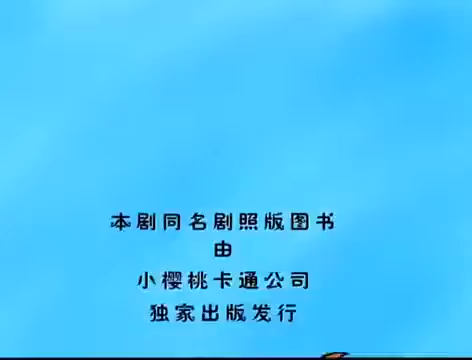 本剧同名剧照版图书
由
小樱桃卡通公司
独家出版发行